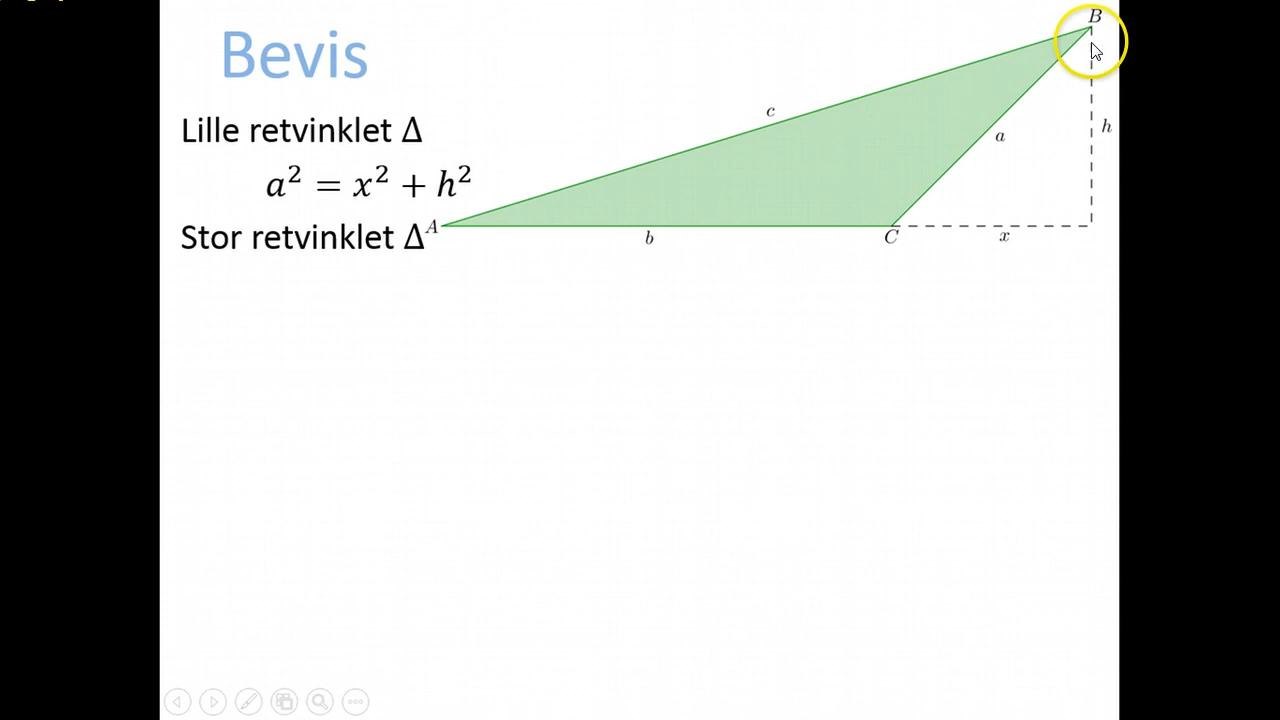 Bevis
Lille retvinklet Δ
a² = x² + h²
Stor retvinklet Δ
B
c
h
a
A
b
C
x